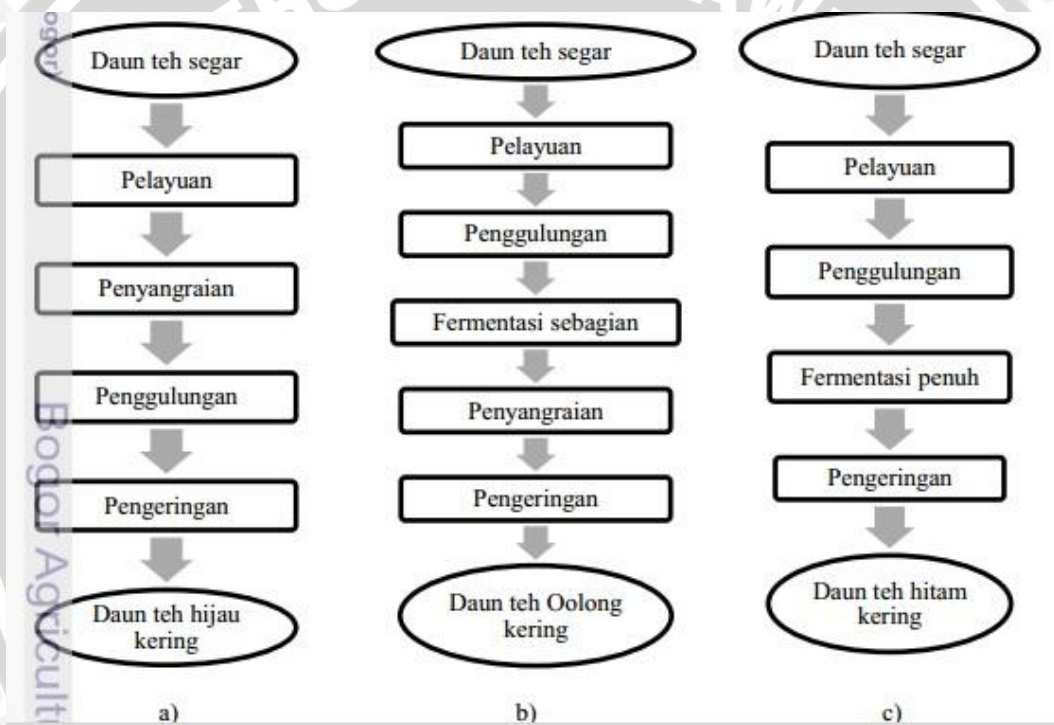 Daun teh segar
Pelayuan
Penyangraian
Penggulungan
Pengeringan
Daun teh hijau
kering
a)
Daun teh segar
Pelayuan
Penggulungan
Fermentasi sebagian
Penyangraian
Pengeringan
Daun teh Oolong
kering
b)
Daun teh segar
Pelayuan
Penggulungan
Fermentasi penuh
Pengeringan
Daun teh hitam
kering
c)
Bogor